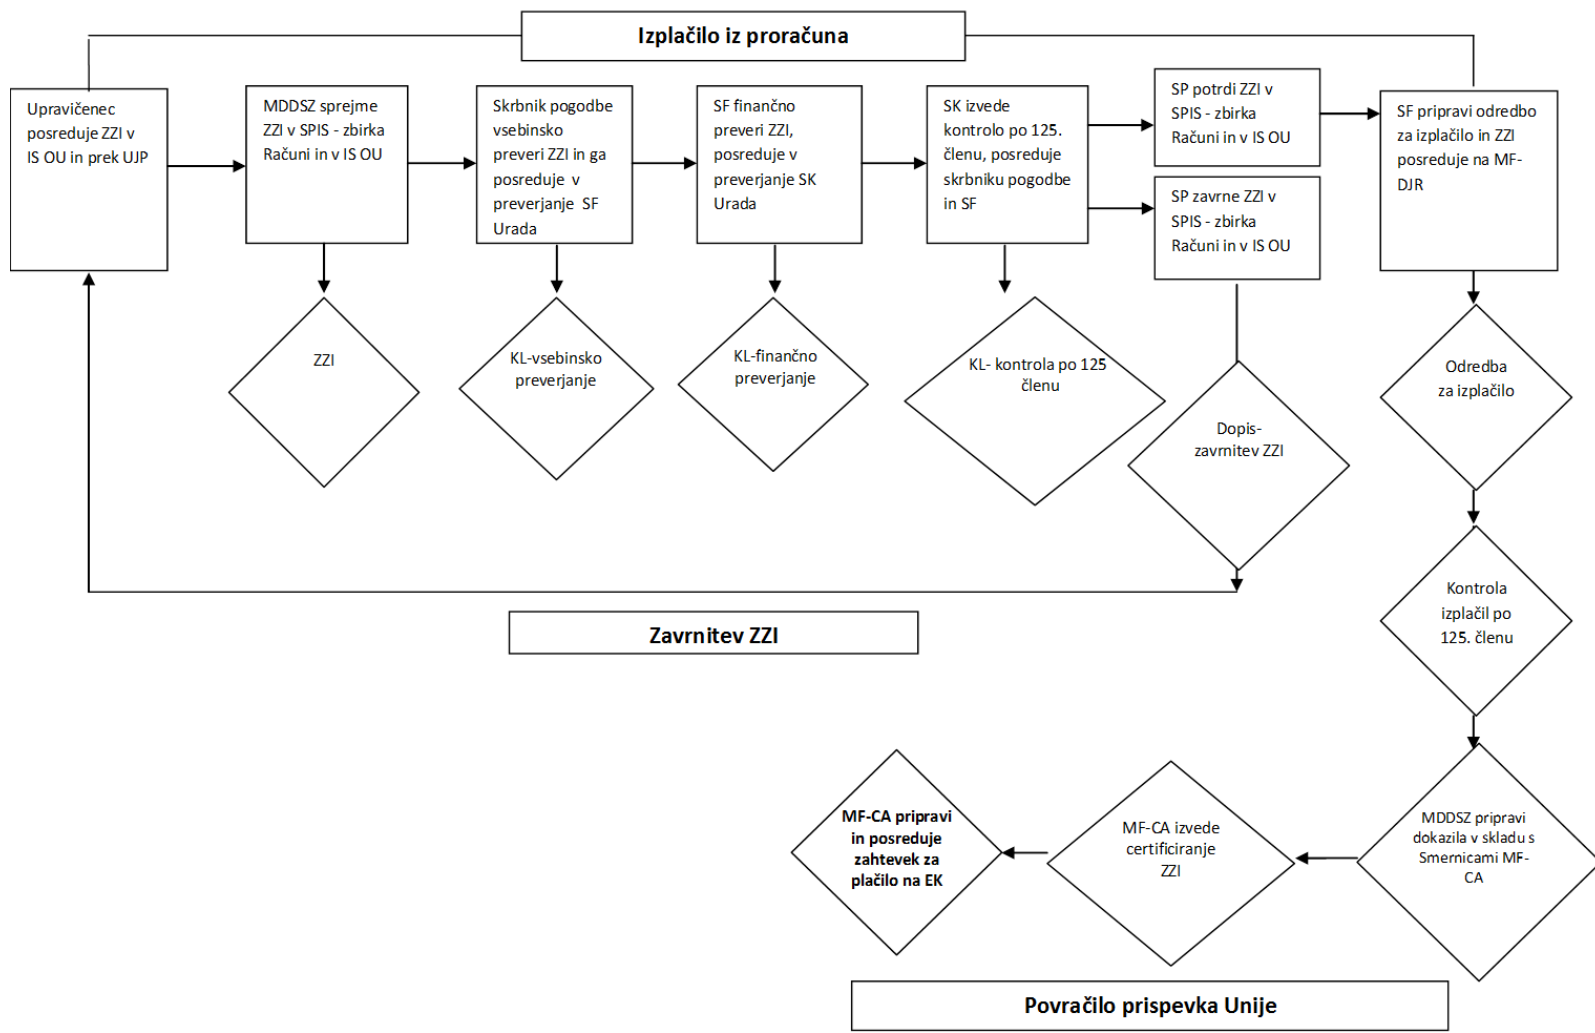 Izplačilo iz proračuna
Upravičenec
posreduje ZZI v
IS OU in prek UJP
MDDSZ sprejme
ZZI v SPIS - zbirka
Računi in v IS OU
Skrbnik pogodbe
vsebinsko
preveri ZZI in ga
posreduje v
preverjanje SF
Urada
SF finančno
preveri ZZI,
posreduje v
preverjanje SK
Urada
SK izvede
kontrolo po 125.
členu, posreduje
skrbniku pogodbe
in SF
SP potrdi ZZI v
SPIS - zbirka
Računi in v IS OU
SP zavrne ZZI v
SPIS - zbirka
Računi in v IS OU
SF pripravi odredbo
za izplačilo in ZZI
posreduje na MF-
DJR
ZZI
KL-vsebinsko
preverjanje
KL-finančno
preverjanje
KL- kontrola po 125
členu
Dopis-
zavrnitev ZZI
Odredba
za izplačilo
Zavrnitev ZZI
Kontrola
izplačil po
125. členu
MF-CA pripravi
in posreduje
zahtevek za
plačilo na EK
MF-CA izvede
certificiranje
ZZI
MDDSZ pripravi
dokazila v skladu s
Smernicami MF-
CA
Povračilo prispevka Unije